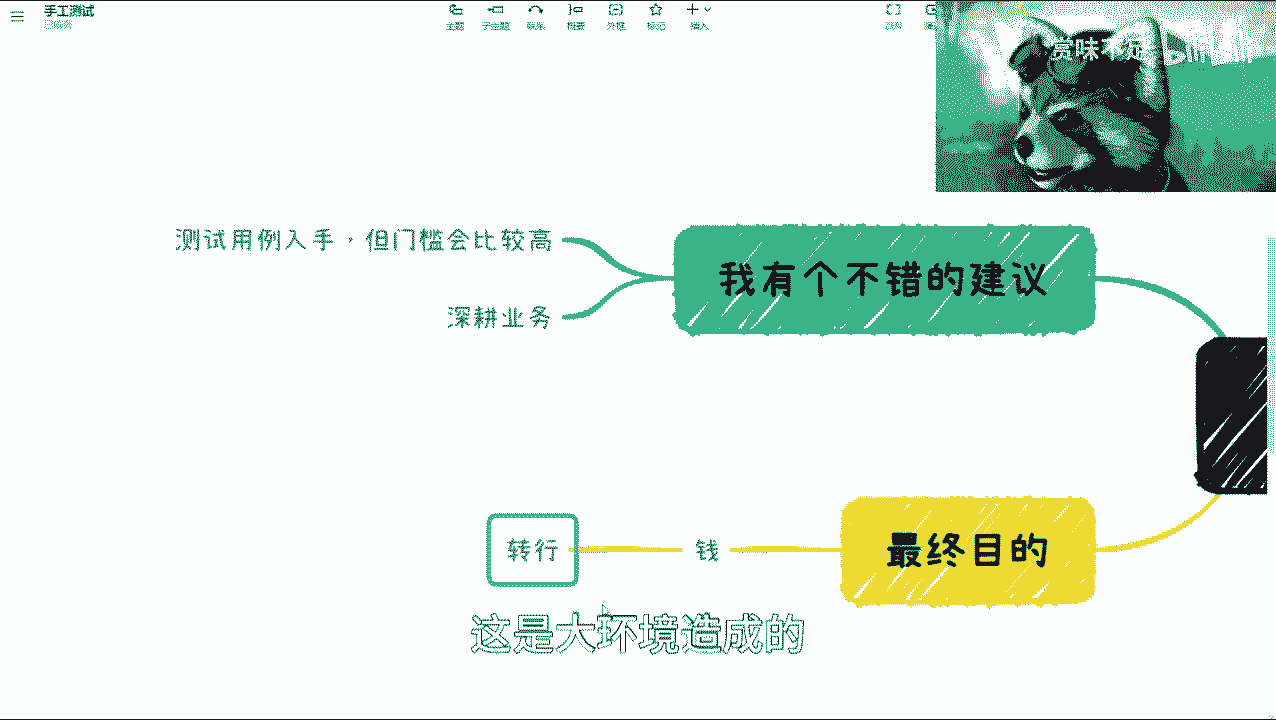 手工测试
已保存
主题 子主题 联系 概要 外框 标记 插入
赏味不足
测试用例入手，但门槛会比较高
深耕业务
我有个不错的建议
转行
钱
最终目的
这是大环境造成的